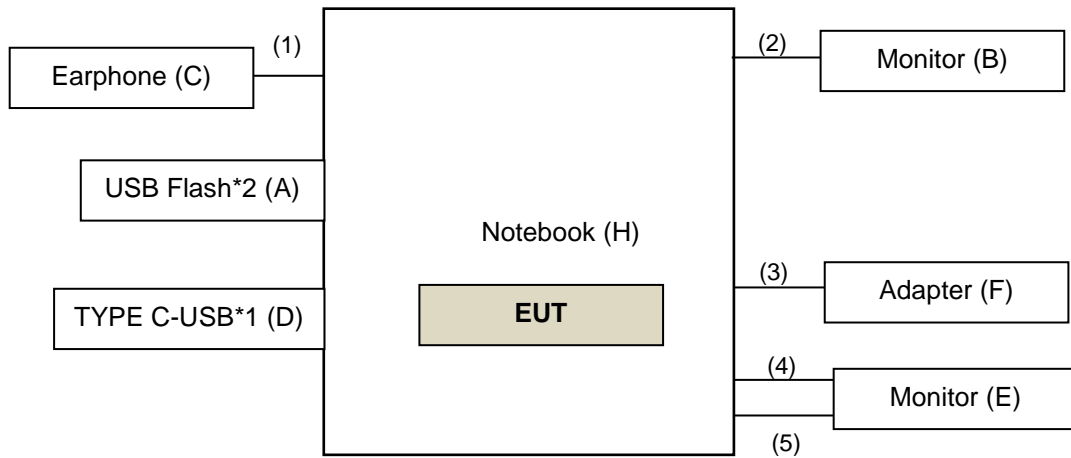 (1)
(2)
Earphone (C)
Monitor (B)
USB Flash*2 (A)
Notebook (H)
(3)
Adapter (F)
TYPE C-USB*1 (D)
EUT
(4)
Monitor (E)
(5)